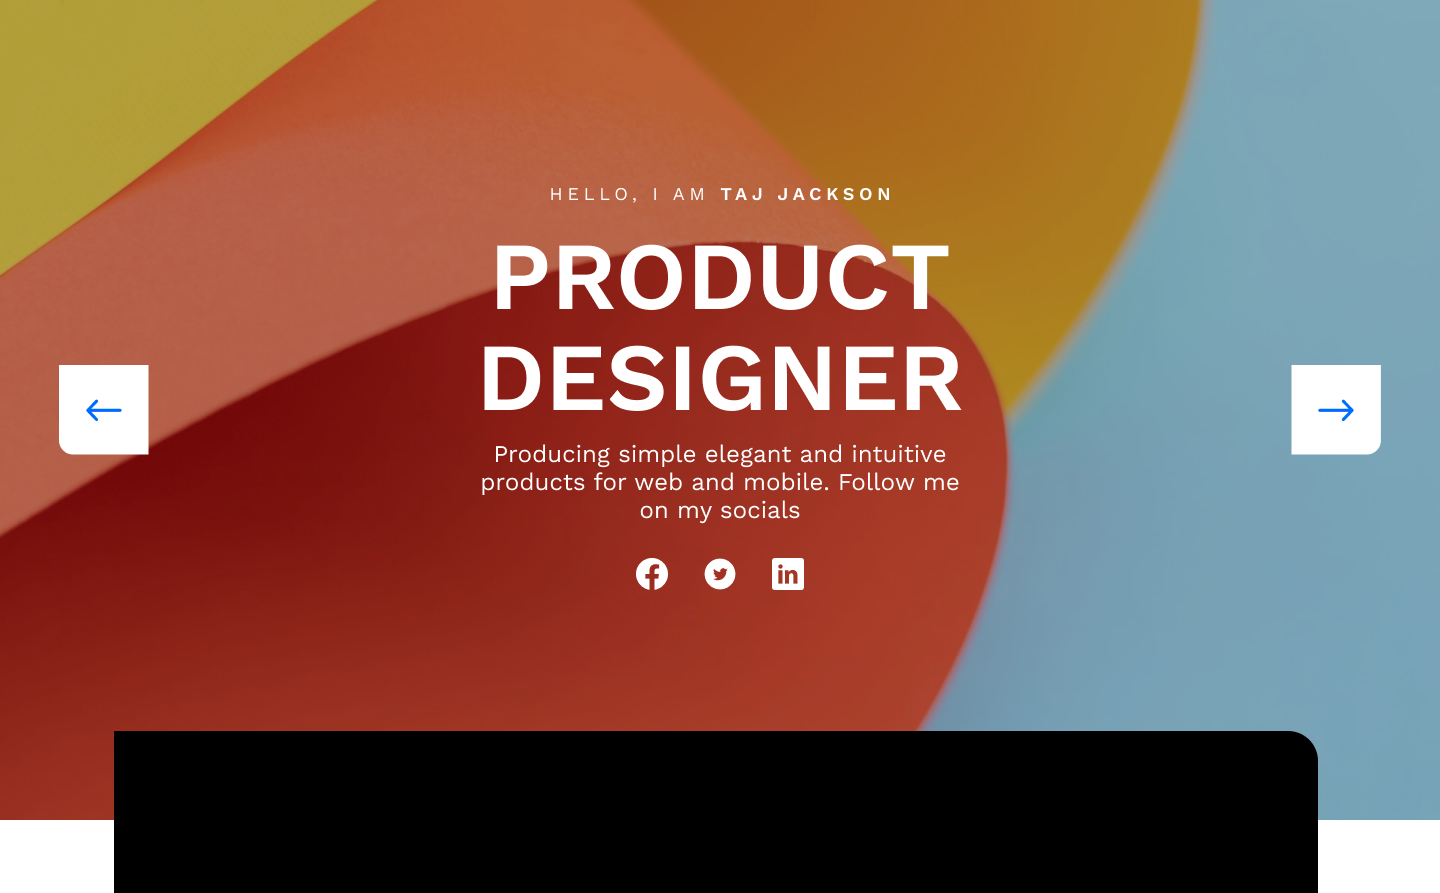 HELLO, I AM TAJ JACKSON
PRODUCT
DESIGNER
Producing simple elegant and intuitive
products for web and mobile. Follow me
on my socials
in